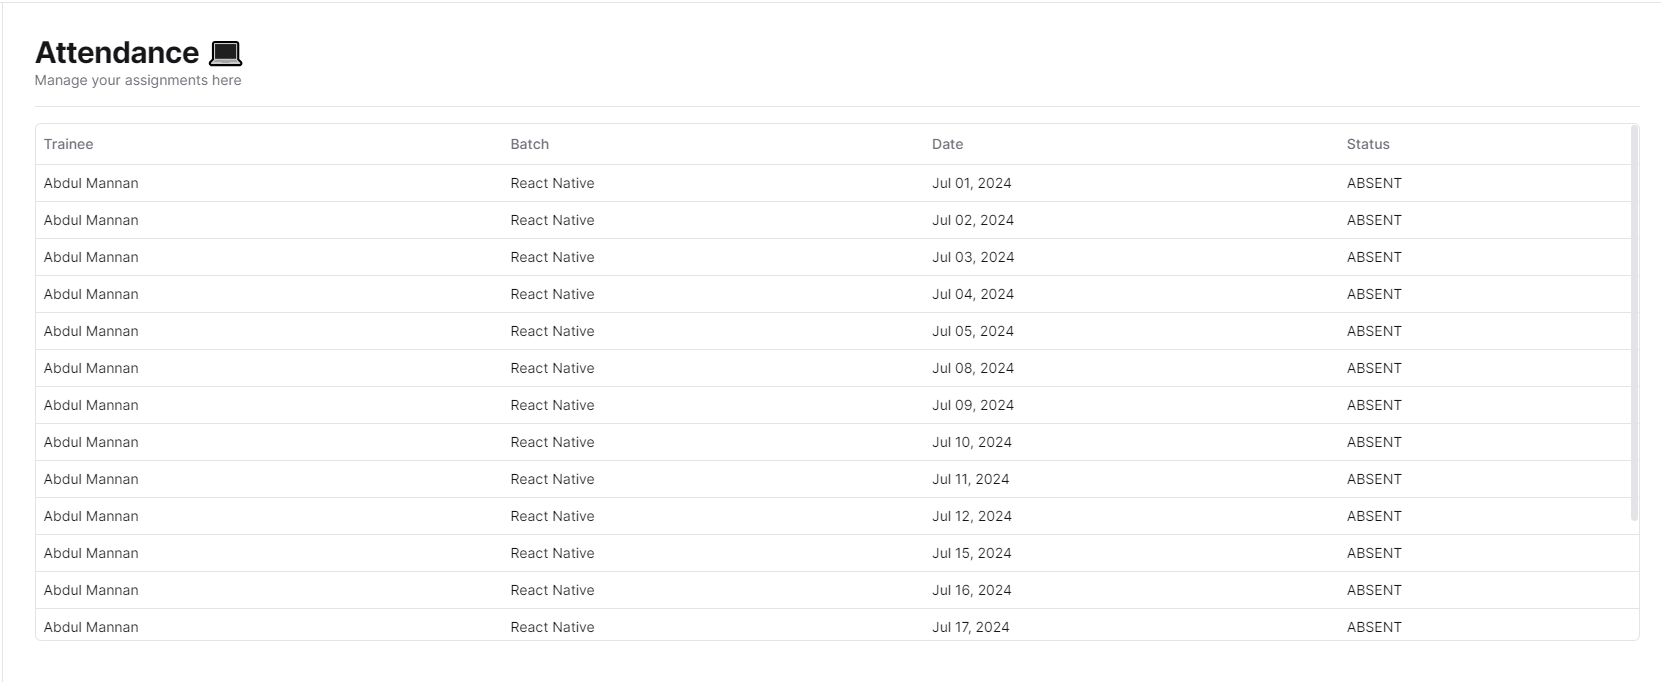 Attendance 💻
Manage your assignments here
Trainee Batch Date Status
Abdul Mannan React Native Jul 01, 2024 ABSENT
Abdul Mannan React Native Jul 02, 2024 ABSENT
Abdul Mannan React Native Jul 03, 2024 ABSENT
Abdul Mannan React Native Jul 04, 2024 ABSENT
Abdul Mannan React Native Jul 05, 2024 ABSENT
Abdul Mannan React Native Jul 08, 2024 ABSENT
Abdul Mannan React Native Jul 09, 2024 ABSENT
Abdul Mannan React Native Jul 10, 2024 ABSENT
Abdul Mannan React Native Jul 11, 2024 ABSENT
Abdul Mannan React Native Jul 12, 2024 ABSENT
Abdul Mannan React Native Jul 15, 2024 ABSENT
Abdul Mannan React Native Jul 16, 2024 ABSENT
Abdul Mannan React Native Jul 17, 2024 ABSENT